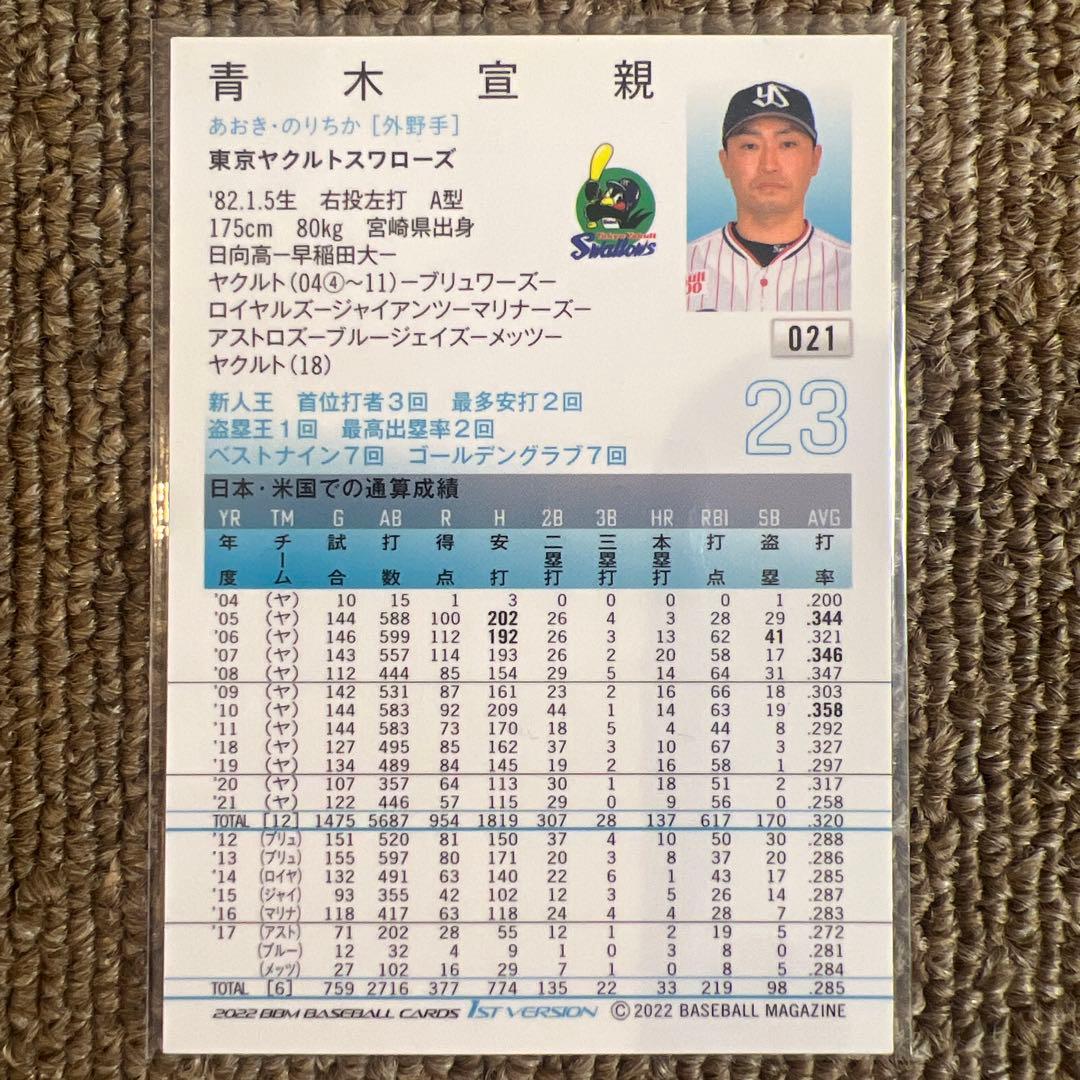 青木宣親
あおき・のりちか［外野手］
東京ヤクルトスワローズ
'82.1.5生　右投左打　A型
175cm　80kg　宮崎県出身
日向高ー早稲田大ー
ヤクルト(04④〜11)ーブリュワーズー
ロイヤルズージャイアンツーマリナーズー
アストロズーブルージェイズーメッツー
ヤクルト(18)
YS
Tokyo Yakult
Swallows
021
新人王　首位打者3回　最多安打2回
盗塁王1回　最高出塁率2回
ベストナイン7回　ゴールデングラブ7回
23
日本・米国での通算成績
YR TM G AB R H 2B 3B HR RBI SB AVG
年度 チーム 試合 打数 得点 安打 二塁打 三塁打 本塁打 打点 盗塁 打率
'04 (ヤ) 10 15 1 3 0 0 0 0 1 .200
'05 (ヤ) 144 588 100 202 26 4 3 28 29 .344
'06 (ヤ) 146 599 112 192 26 3 13 62 41 .321
'07 (ヤ) 143 557 114 193 26 2 20 58 17 .346
'08 (ヤ) 112 444 85 154 29 5 14 64 31 .347
'09 (ヤ) 142 531 87 161 23 2 16 66 18 .303
'10 (ヤ) 144 583 92 209 44 1 14 63 19 .358
'11 (ヤ) 144 583 73 170 18 5 4 44 8 .292
'18 (ヤ) 127 495 85 162 37 3 10 67 3 .327
'19 (ヤ) 134 489 84 145 19 2 16 58 1 .297
'20 (ヤ) 107 357 64 113 30 1 18 51 2 .317
'21 (ヤ) 122 446 57 115 29 0 9 56 0 .258
TOTAL [12] 1475 5687 954 1819 307 28 137 617 170 .320
'12 (ブリュ) 151 520 81 150 37 4 10 50 30 .288
'13 (ブリュ) 155 597 80 171 20 3 8 37 20 .286
'14 (ロイヤ) 132 491 63 140 22 6 1 43 17 .285
'15 (ジャイ) 93 355 42 102 12 3 5 26 14 .287
'16 (マリナ) 118 417 63 118 24 4 4 28 7 .283
'17 (アスト) 71 202 28 55 12 1 2 19 5 .272
(ブルー) 12 32 4 9 1 0 3 8 0 .281
(メッツ) 27 102 16 29 7 1 0 8 5 .284
TOTAL [6] 759 2716 377 774 135 22 33 219 98 .285
2022 BBM BASEBALL CARDS 1ST VERSION © 2022 BASEBALL MAGAZINE